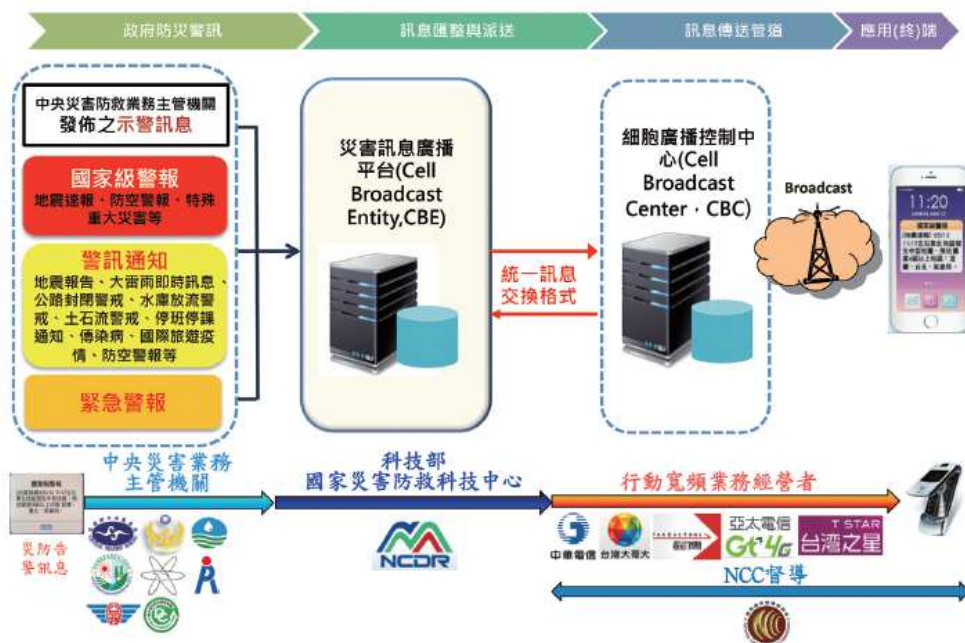 政府防災警訊
訊息匯整與派送
訊息傳送管道
應用(終)端
中央災害防救業務主管機關
發佈之示警訊息
國家級警報
地震速報、防空警報、特殊
重大災害等
警訊通知
地震報告、大雷雨即時訊息、
公路封閉警戒、水庫放流警
戒、土石流警戒、停班停課
通知、傳染病、國際旅遊疫
情、防空警報等
緊急警報
災害訊息廣播
平台(Cell
Broadcast
Entity,CBE)
統一訊息
交換格式
細胞廣播控制中
心(Cell
Broadcast
Center,CBC)
Broadcast
11:20
國家級警報
中央災害業務
主管機關
科技部
國家災害防救科技中心
行動寬頻業務經營者
災防告
警訊息
NCDR
中華電信
台灣大哥大
亞太電信
Gt 4G
T STAR
台灣之星
NCC督導